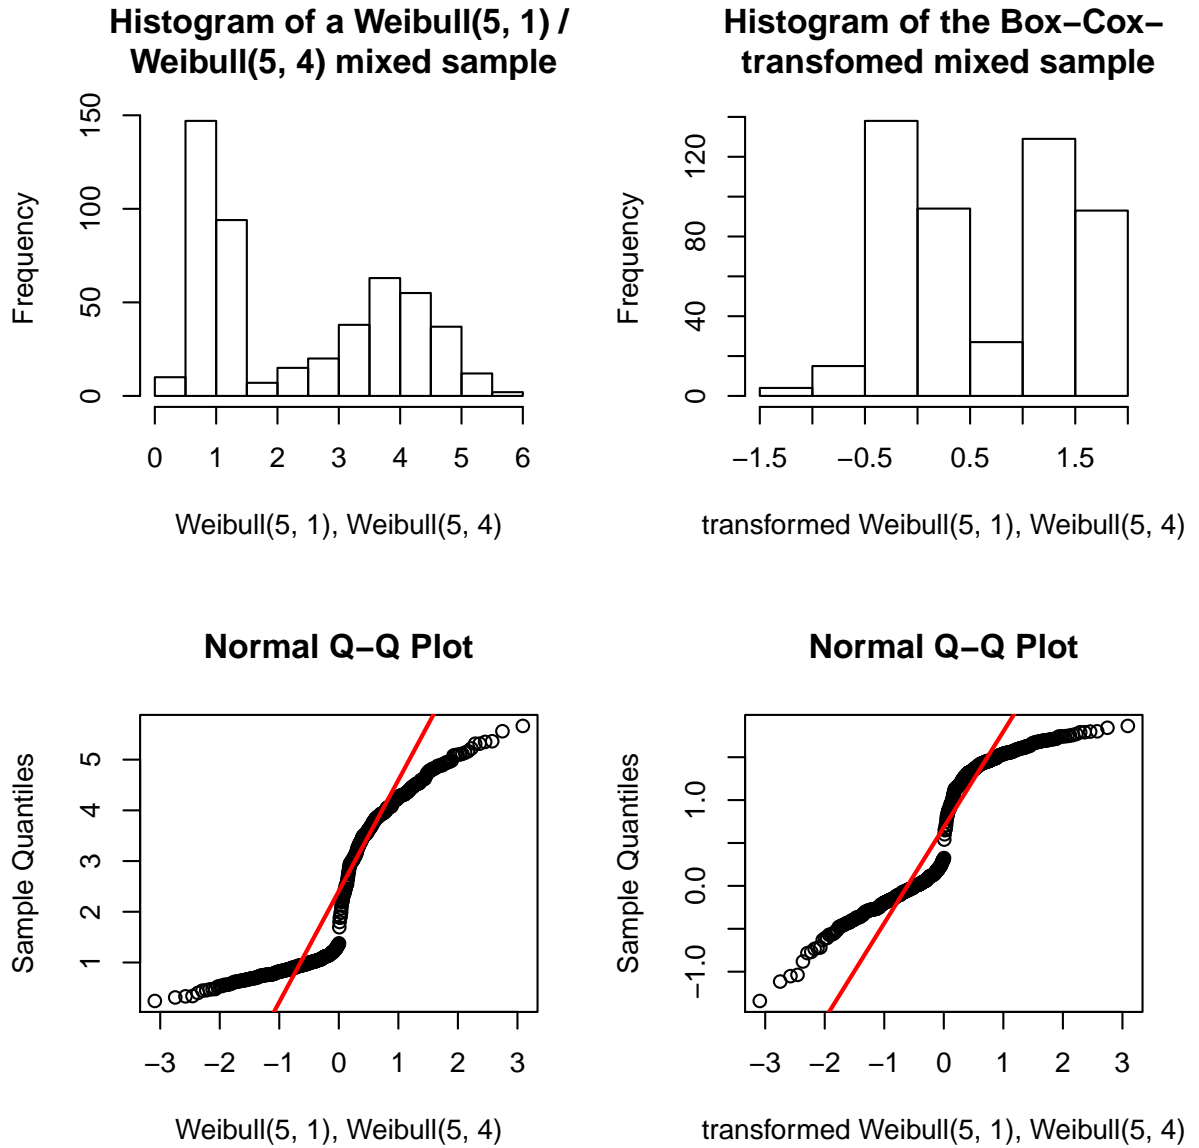 Histogram of a Weibull(5, 1) /
Weibull(5, 4) mixed sample
Frequency
150
100
50
0
0 1 2 3 4 5 6
Weibull(5, 1), Weibull(5, 4)
Histogram of the Box−Cox−
transfomed mixed sample
Frequency
120
80
40
0
−1.5 −0.5 0.5 1.5
transformed Weibull(5, 1), Weibull(5, 4)
Normal Q−Q Plot
Sample Quantiles
5
4
3
2
1
−3 −2 −1 0 1 2 3
Weibull(5, 1), Weibull(5, 4)
Normal Q−Q Plot
Sample Quantiles
1.0
0.0
−1.0
−3 −2 −1 0 1 2 3
transformed Weibull(5, 1), Weibull(5, 4)